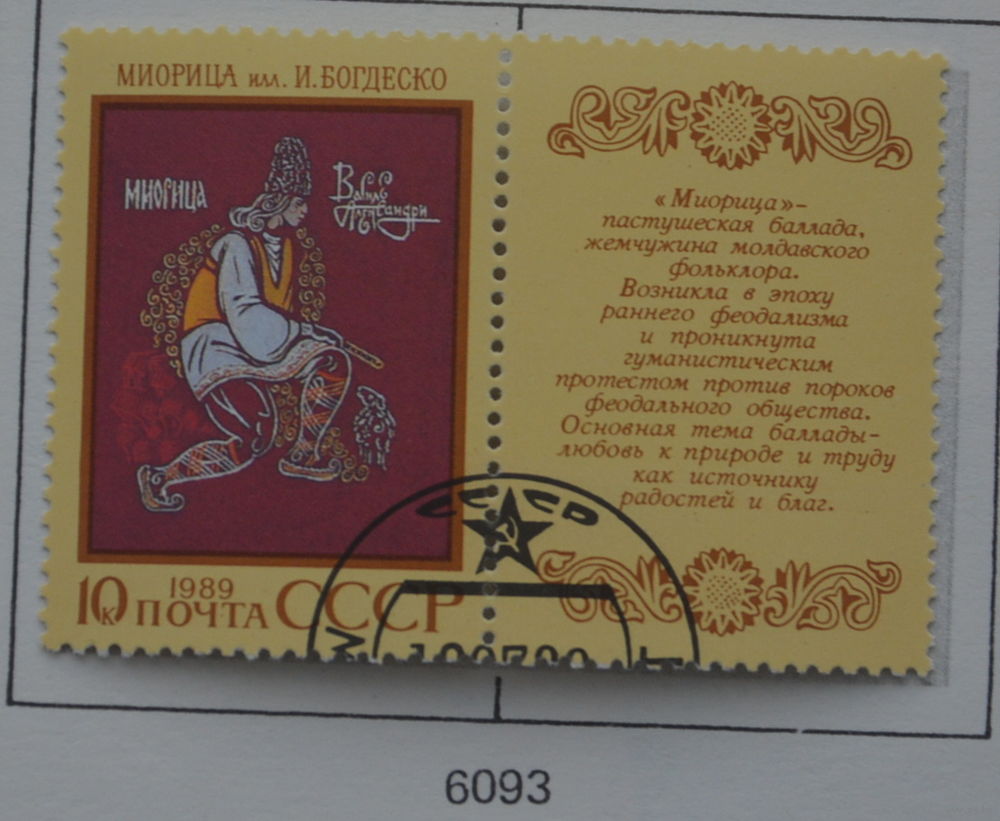 МИОРИЦА илл. И.БОГДЕСКО
МИОРИЦА
Василе
Александри
10к 1989
ПОЧТА СССР
«Миорица»-
пастушеская баллада,
жемчужина молдавского
фольклора.
Возникла в эпоху
раннего феодализма
и проникнута
гуманистическим
протестом против пороков
феодального общества.
Основная тема баллады-
любовь к природе и труду
как источнику
радостей и благ.
СССР
6093